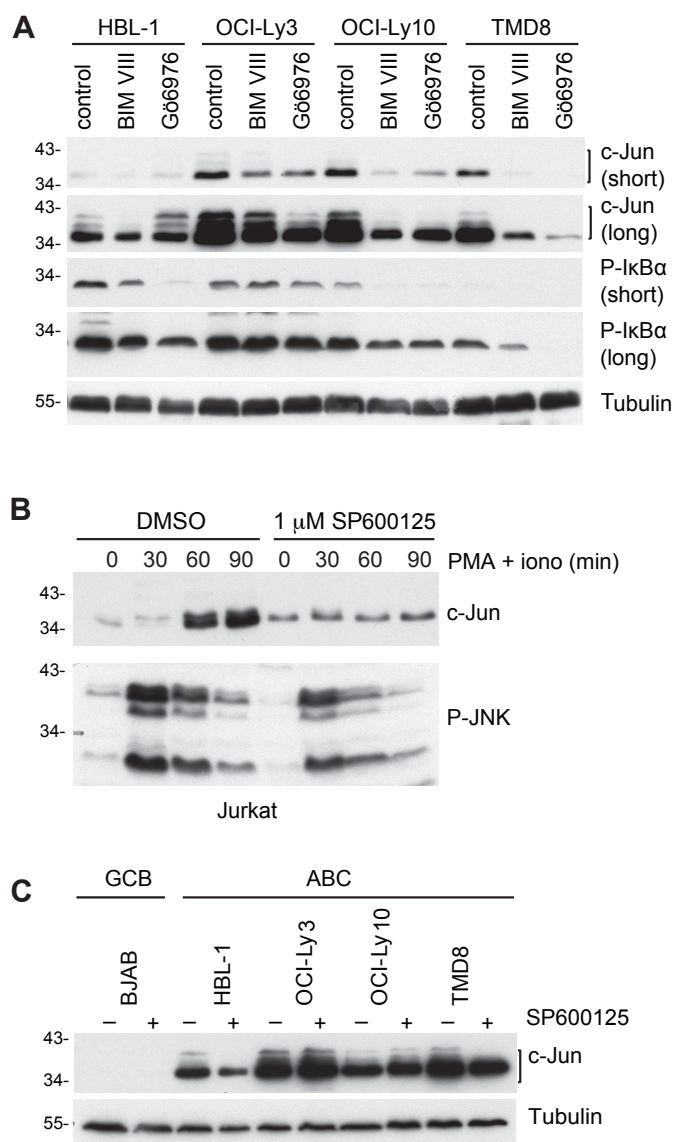 A
HBL-1 OCI-Ly3 OCI-Ly10 TMD8
control BIM VIII Gö6976 control BIM VIII Gö6976 control BIM VIII Gö6976 control BIM VIII Gö6976
43-
34-
c-Jun
(short)
43-
34-
c-Jun
(long)
34-
P-IκBα
(short)
34-
P-IκBα
(long)
55-
Tubulin
B
DMSO 1 μM SP600125
0 30 60 90 0 30 60 90 PMA + iono (min)
43-
34-
c-Jun
43-
34-
P-JNK
Jurkat
C
GCB ABC
BJAB HBL-1 OCI-Ly3 OCI-Ly10 TMD8
– + – + – + – + – + SP600125
43-
34-
c-Jun
55-
Tubulin